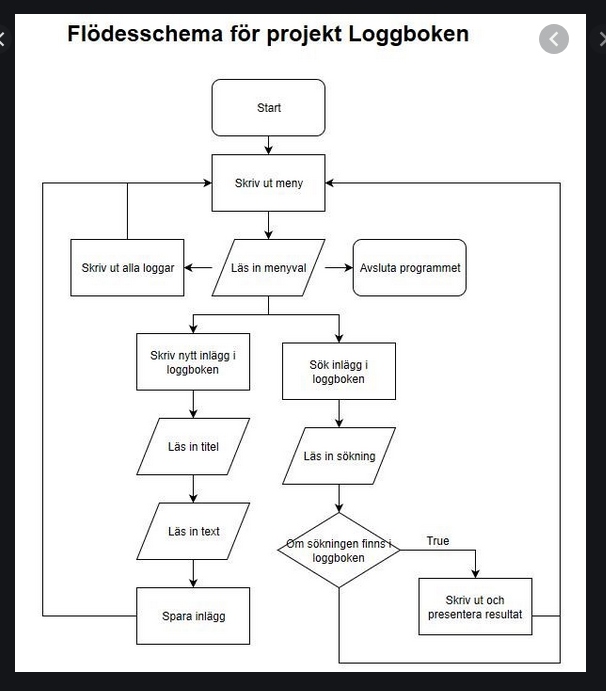 Flödesschema för projekt Loggboken
Start
Skriv ut meny
Skriv ut alla loggar
Läs in menyval
Avsluta programmet
Skriv nytt inlägg i
loggboken
Sök inlägg i
loggboken
Läs in titel
Läs in sökning
Läs in text
Om sökningen finns i
loggboken
True
Spara inlägg
Skriv ut och
presentera resultat